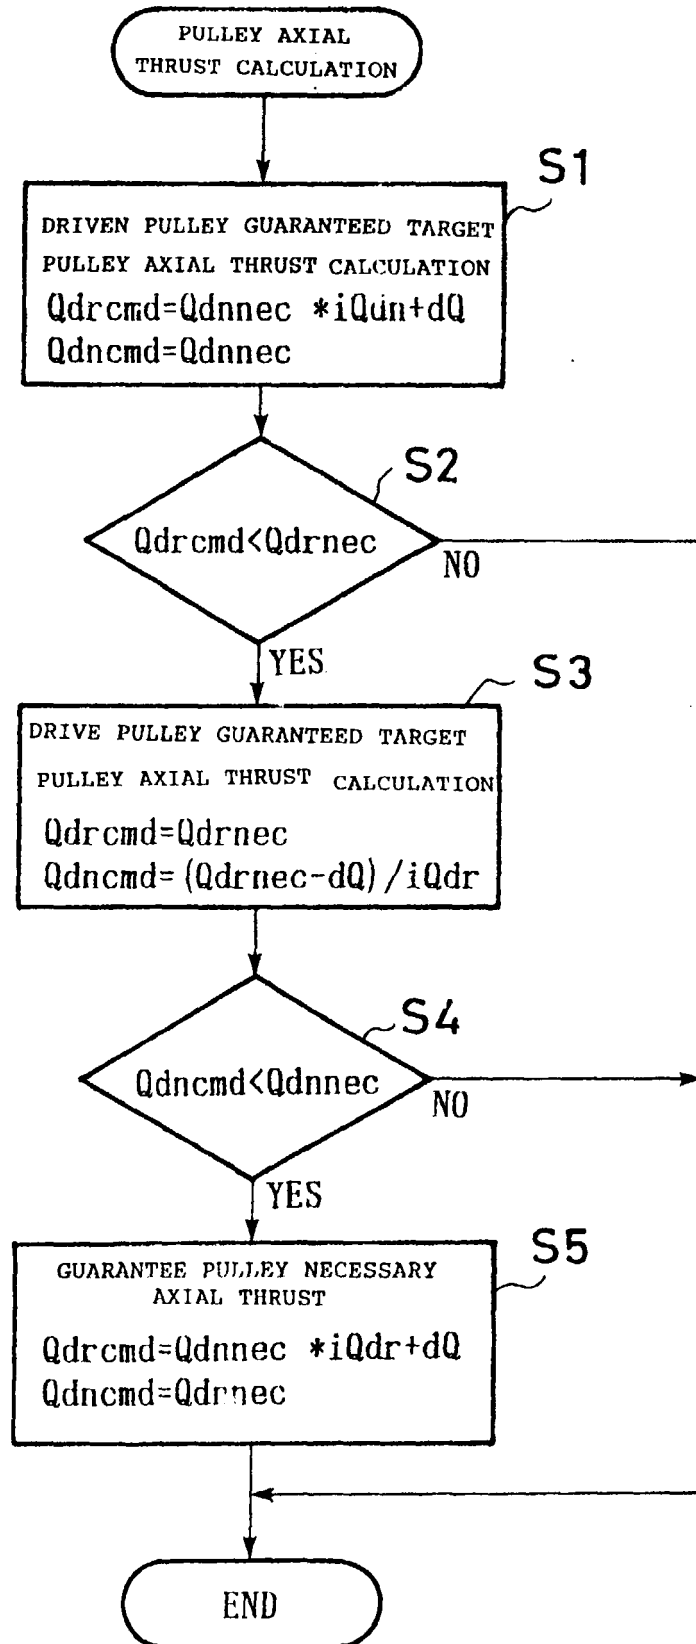 PULLEY AXIAL
THRUST CALCULATION
S1
DRIVEN PULLEY GUARANTEED TARGET
PULLEY AXIAL THRUST CALCULATION
Qdrcmd=Qdnnec *iQdn+dQ
Qdncmd=Qdnnec
S2
Qdrcmd<Qdrnec
NO
YES
S3
DRIVE PULLEY GUARANTEED TARGET
PULLEY AXIAL THRUST CALCULATION
Qdrcmd=Qdrnec
Qdncmd=(Qdrnec-dQ)/iQdr
S4
Qdncmd<Qdnnec
NO
YES
S5
GUARANTEE PULLEY NECESSARY
AXIAL THRUST
Qdrcmd=Qdnnec *iQdr+dQ
Qdncmd=Qdrnec
END